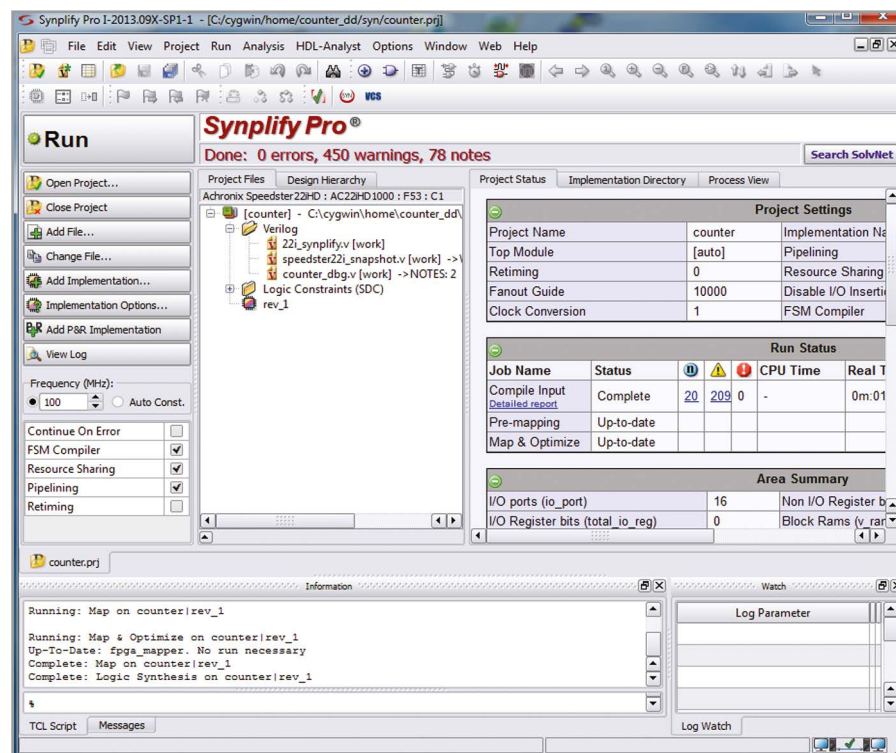 Synplify Pro I-2013.09X-SP1-1 - [C:/cygwin/home/counter_dd/syn/counter.prj]
File Edit View Project Run Analysis HDL-Analyst Options Window Web Help
VCS
Run
Synplify Pro®
Done: 0 errors, 450 warnings, 78 notes
Search SolvNet
Open Project...
Close Project
Add File...
Change File...
Add Implementation...
Implementation Options...
Add P&R Implementation
View Log
Frequency (MHz):
100 Auto Const.
Continue On Error
FSM Compiler
Resource Sharing
Pipelining
Retiming
Project Files Design Hierarchy
Achronix Speedster22iHD : AC22iHD1000 : F53 : C1
[counter] - C:\cygwin\home\counter_dd\
Verilog
22i_synplify.v [work]
speedster22i_snapshot.v [work] ->
counter_dbg.v [work] ->NOTES: 2
Logic Constraints (SDC)
rev_1
Project Status Implementation Directory Process View
Project Settings
Project Name counter Implementation Na
Top Module [auto] Pipelining
Retiming 0 Resource Sharing
Fanout Guide 10000 Disable I/O Inserti
Clock Conversion 1 FSM Compiler
Run Status
Job Name Status CPU Time Real T
Compile Input Complete 20 209 0 - 0m:01
Detailed report
Pre-mapping Up-to-date
Map & Optimize Up-to-date
Area Summary
I/O ports (io_port) 16 Non I/O Register b
I/O Register bits (total_io_reg) 0 Block Rams (v_rar
counter.prj
Information
Running: Map on counter|rev_1
Running: Map & Optimize on counter|rev_1
Up-To-Date: fpga_mapper. No run necessary
Complete: Map on counter|rev_1
Complete: Logic Synthesis on counter|rev_1
%
TCL Script Messages
Watch
Log Parameter
Log Watch